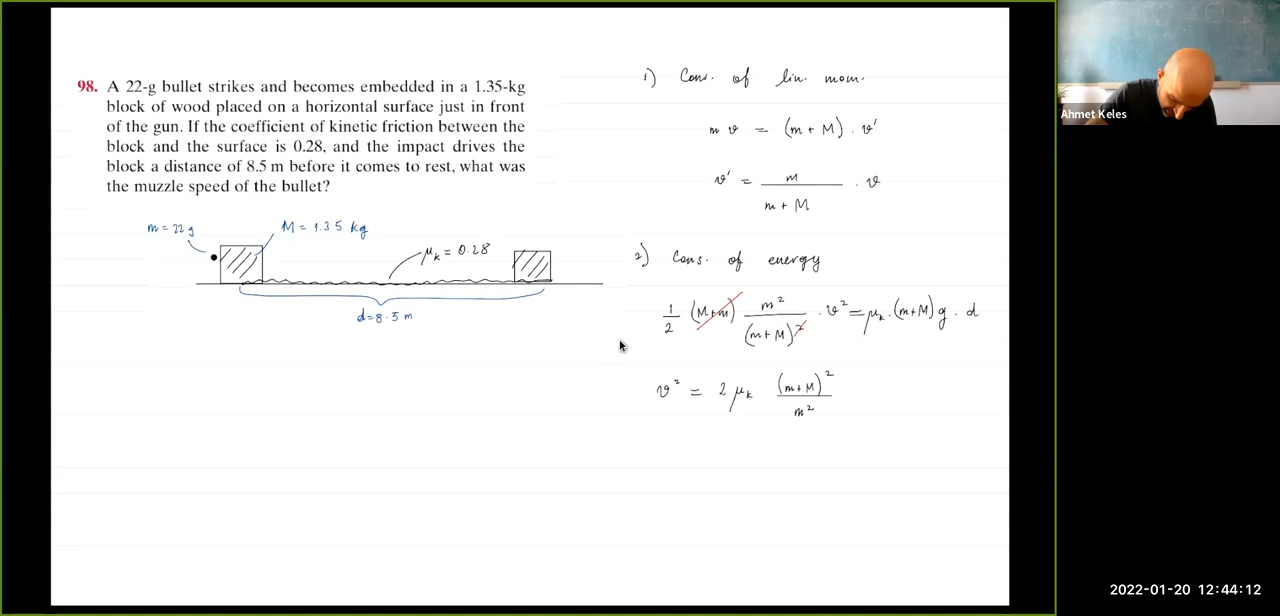 98. A 22-g bullet strikes and becomes embedded in a 1.35-kg
block of wood placed on a horizontal surface just in front
of the gun. If the coefficient of kinetic friction between the
block and the surface is 0.28, and the impact drives the
block a distance of 8.5 m before it comes to rest, what was
the muzzle speed of the bullet?
m = 22 g
M = 1.35 kg
μk = 0.28
d = 8.5 m
1) Cons. of lin. mom.
m v = (m + M) . v'
v' = m / (m + M) . v
2) Cons. of energy
1/2 (M+m) m² / (m+M)² . v² = μk . (m+M) g . d
v² = 2 μk (m+M)² / m²
Ahmet Keles
2022-01-20 12:44:12